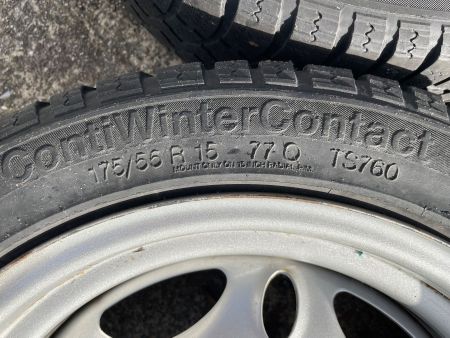 ContiWinterContact
175/55 R 15 77 Q TS760
MOUNT ONLY ON 15 INCH RADIAL RIM